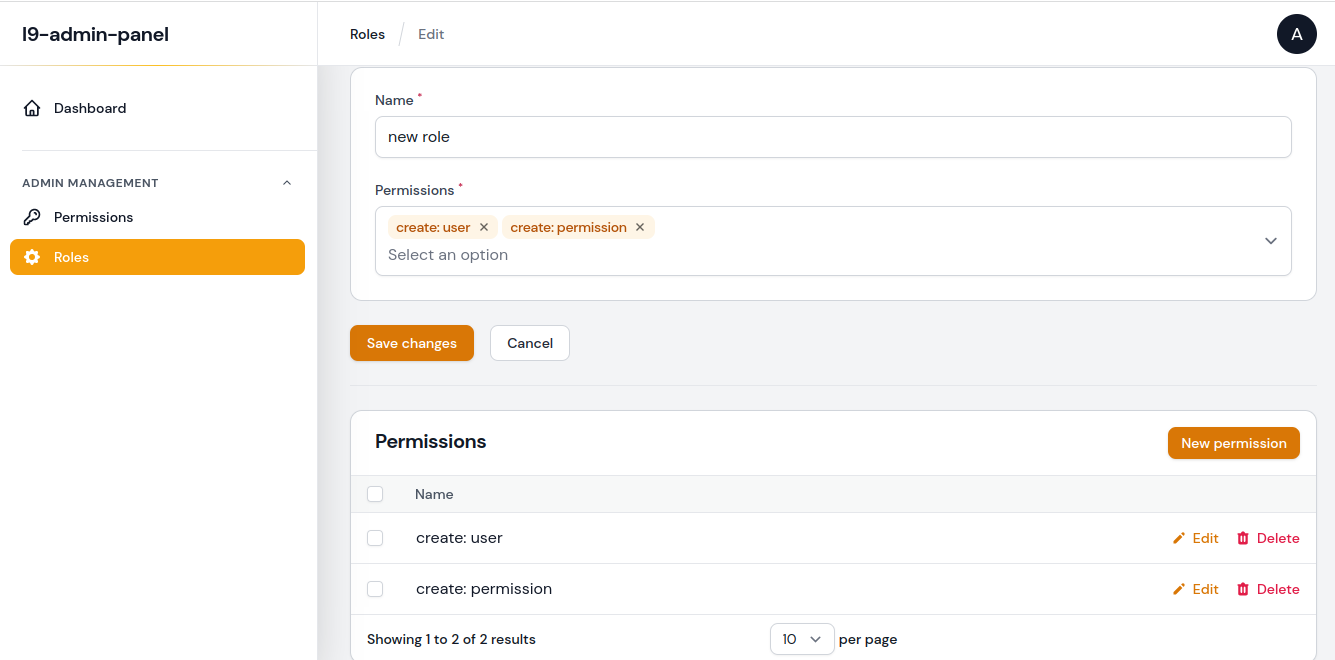 l9-admin-panel
Roles / Edit
A
Dashboard
ADMIN MANAGEMENT
Permissions
Roles
Name *
new role
Permissions *
create: user ✕ create: permission ✕
Select an option
Save changes Cancel
Permissions
New permission
Name
create: user Edit Delete
create: permission Edit Delete
Showing 1 to 2 of 2 results 10 per page